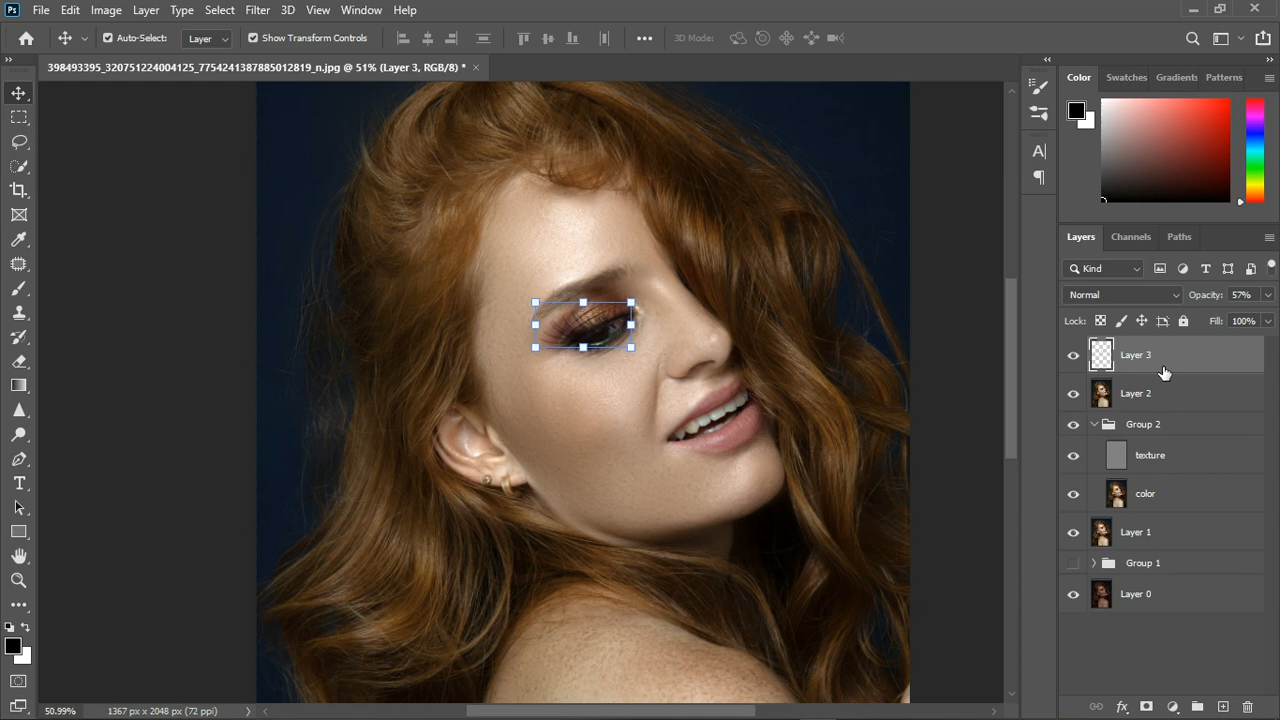 Ps File Edit Image Layer Type Select Filter 3D View Window Help
Auto-Select: Layer Show Transform Controls 3D Mode:
398493395_320751224004125_7754241387885012819_n.jpg @ 51% (Layer 3, RGB/8) *
Color Swatches Gradients Patterns
Layers Channels Paths
Kind
Normal Opacity: 57%
Lock: Fill: 100%
Layer 3
Layer 2
Group 2
texture
color
Layer 1
Group 1
Layer 0
50.99% 1367 px x 2048 px (72 ppi)